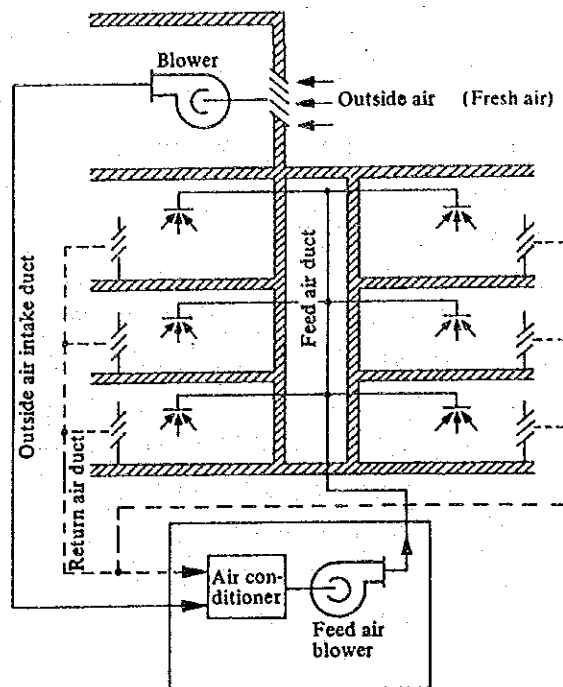 Blower
Outside air (Fresh air)
Outside air intake duct
Feed air duct
Return air duct
Air con-
ditioner
Feed air
blower